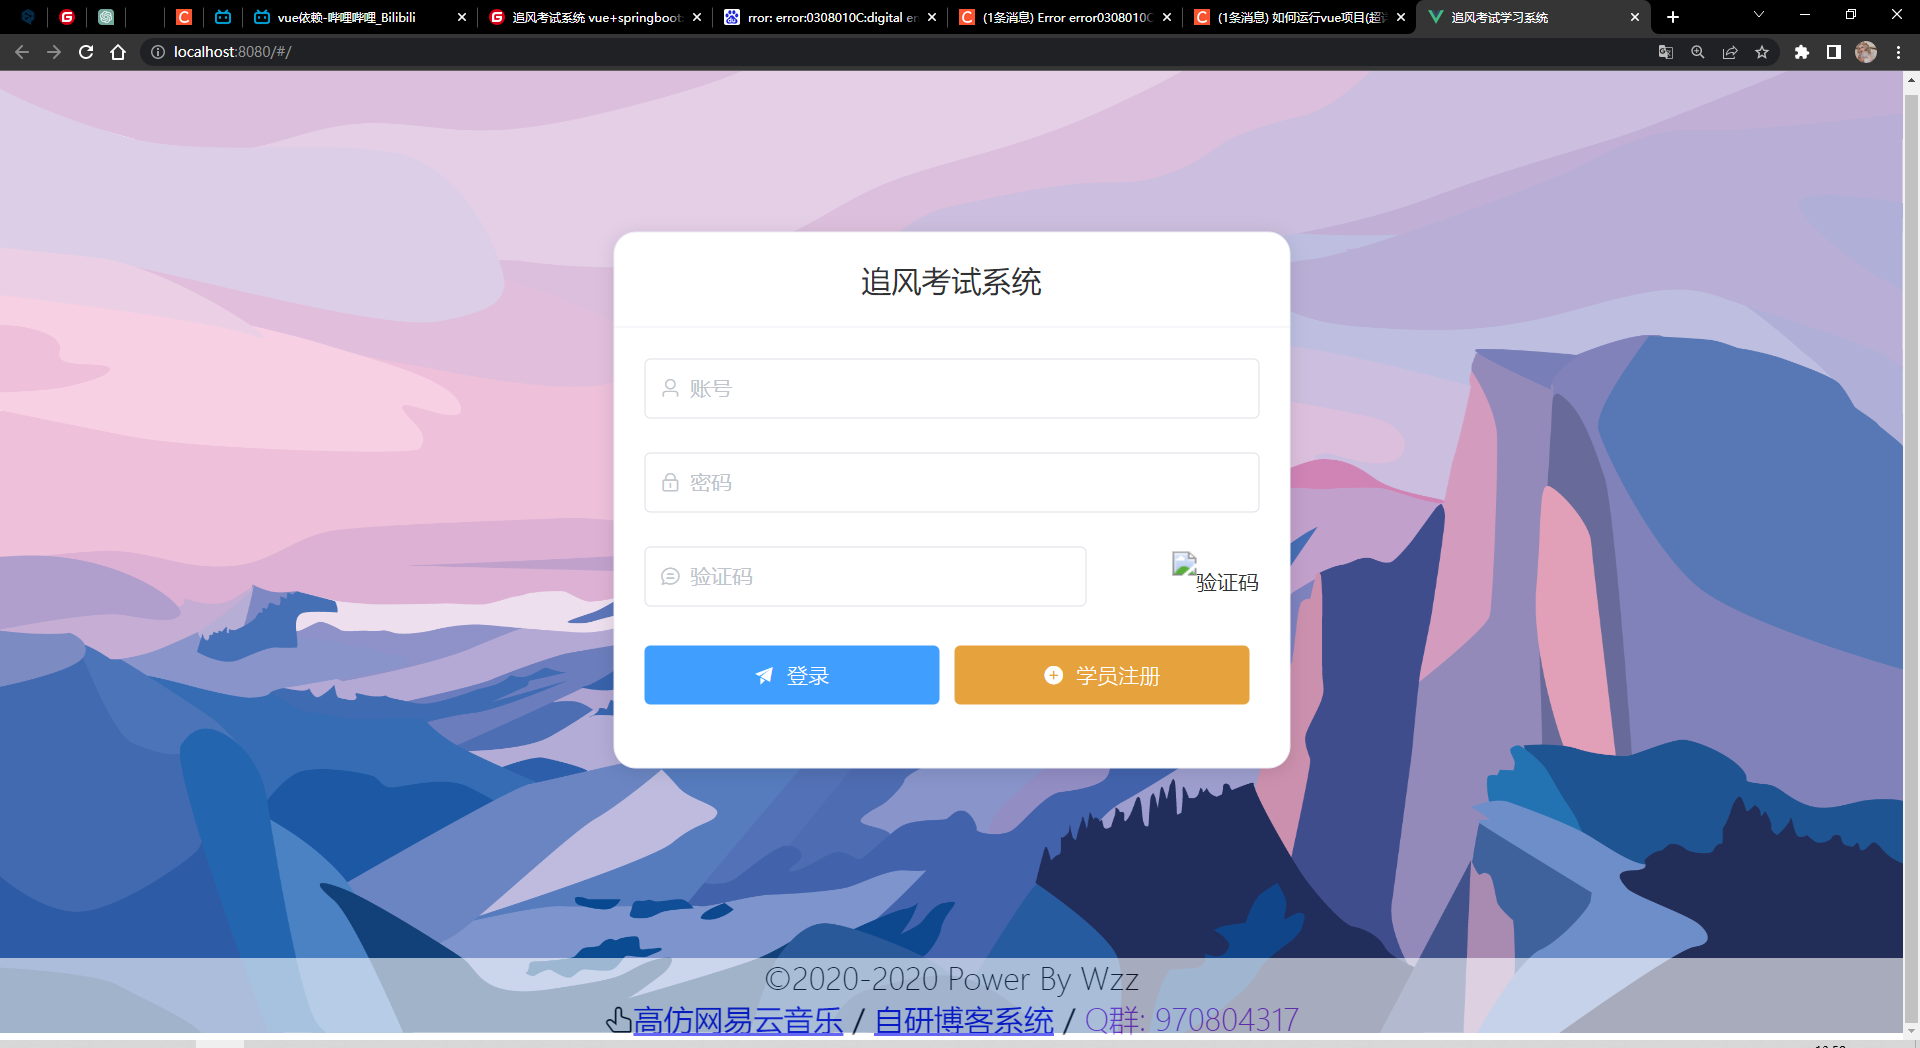 vue依赖-哔哩哔哩_Bilibili
追风考试系统 vue+springboot
rror: error:0308010C:digital en
(1条消息) Error error0308010C
(1条消息) 如何运行vue项目(超详
追风考试学习系统
localhost:8080/#/
追风考试系统
账号
密码
验证码
验证码
登录
学员注册
©2020-2020 Power By Wzz
高仿网易云音乐 / 自研博客系统 / Q群: 970804317